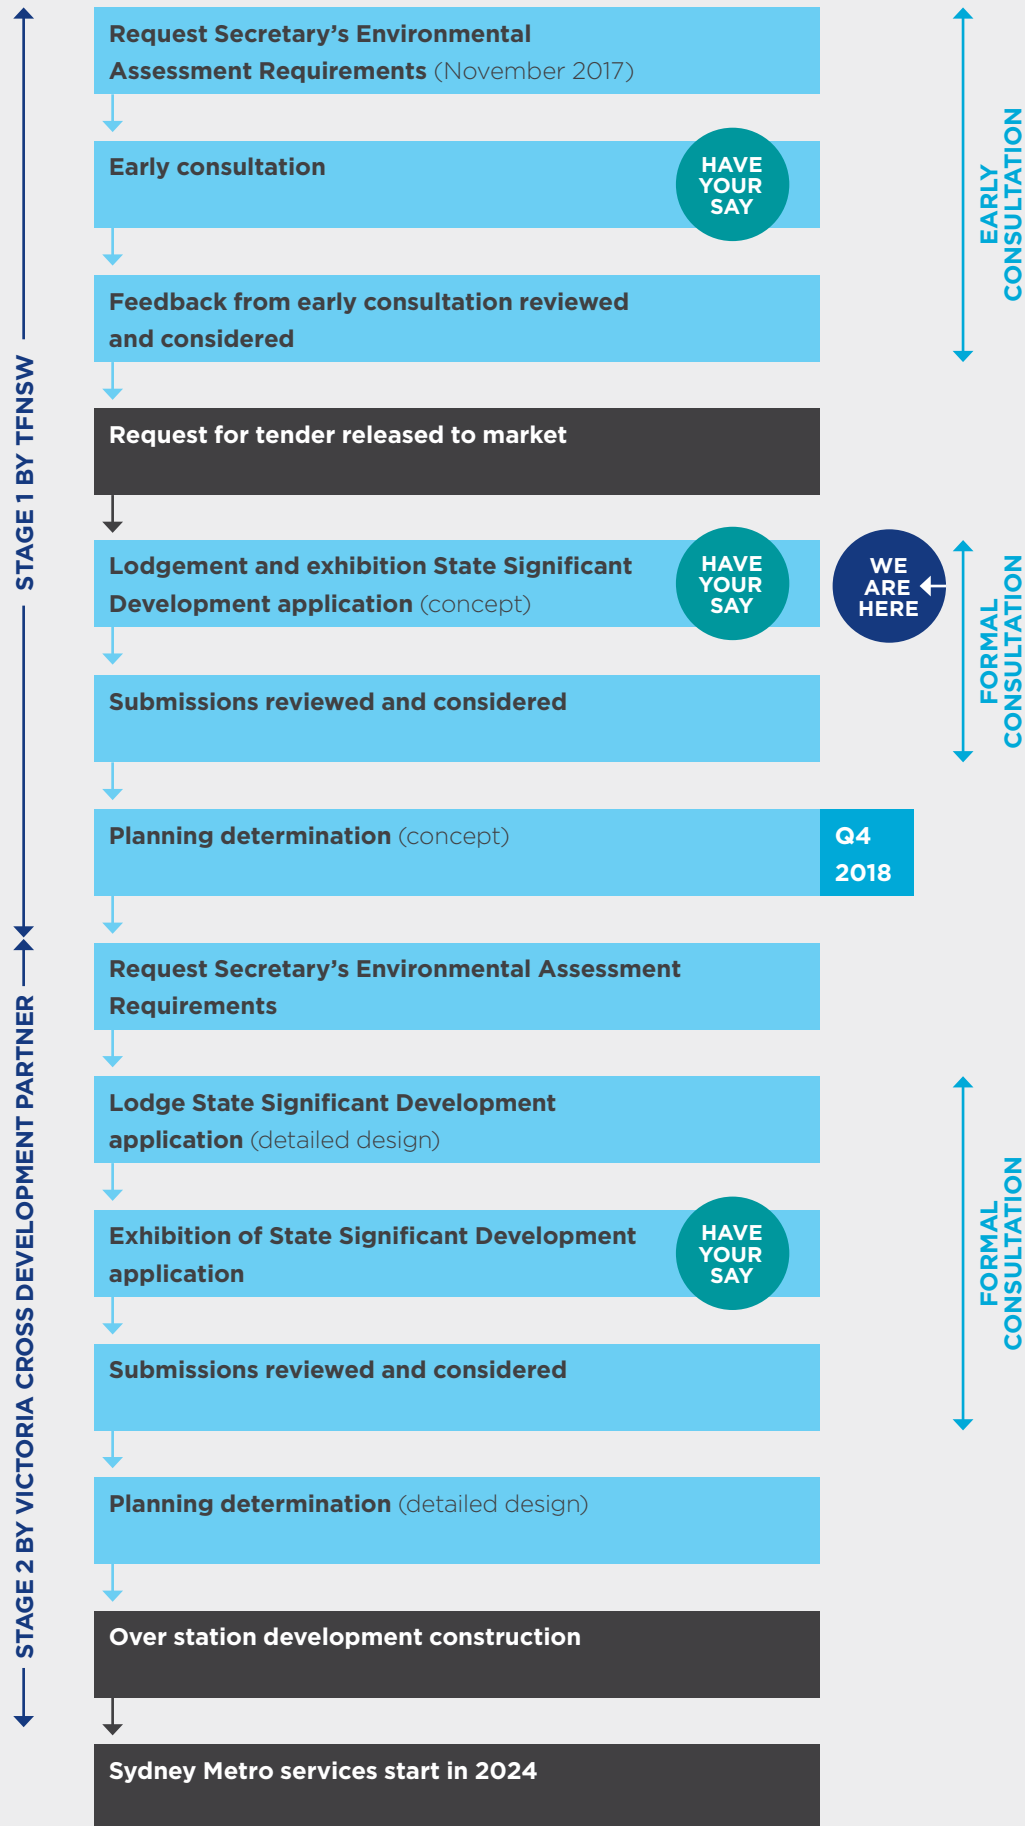 Request Secretary's Environmental
Assessment Requirements (November 2017)
Early consultation
HAVE
YOUR
SAY
EARLY
CONSULTATION
Feedback from early consultation reviewed
and considered
STAGE 1 BY TFNSW
Request for tender released to market
Lodgement and exhibition State Significant
Development application (concept)
HAVE
YOUR
SAY
WE
ARE
HERE
FORMAL
CONSULTATION
Submissions reviewed and considered
Planning determination (concept)
Q4
2018
Request Secretary's Environmental Assessment
Requirements
STAGE 2 BY VICTORIA CROSS DEVELOPMENT PARTNER
Lodge State Significant Development
application (detailed design)
Exhibition of State Significant Development
application
HAVE
YOUR
SAY
FORMAL
CONSULTATION
Submissions reviewed and considered
Planning determination (detailed design)
Over station development construction
Sydney Metro services start in 2024